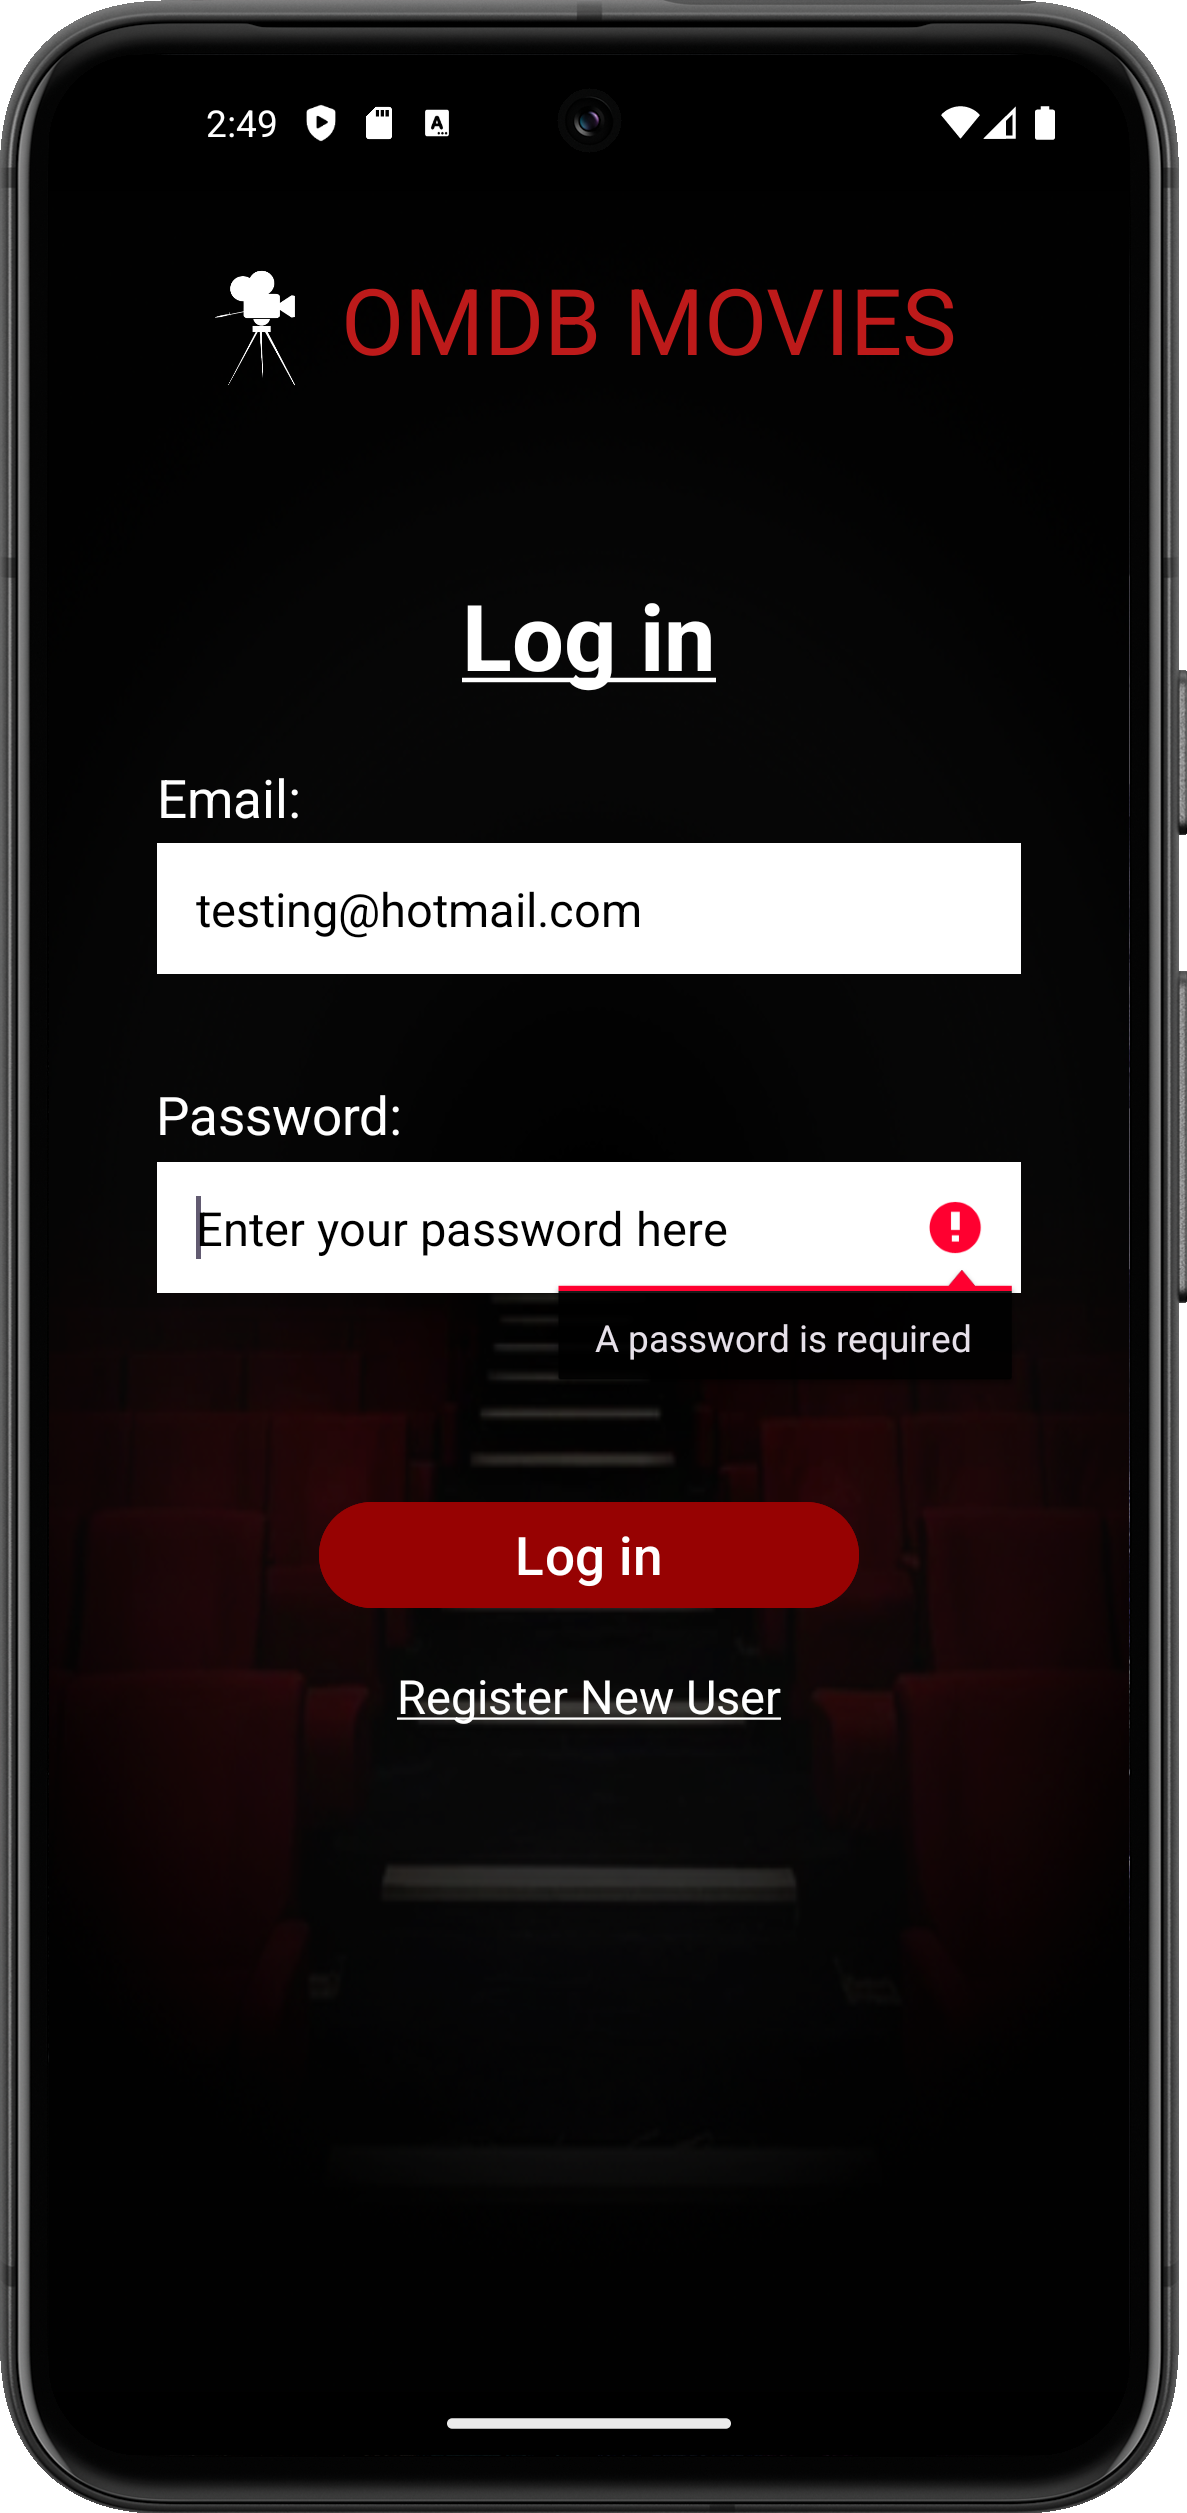 2:49
OMDB MOVIES
Log in
Email:
testing@hotmail.com
Password:
Enter your password here
A password is required
Log in
Register New User